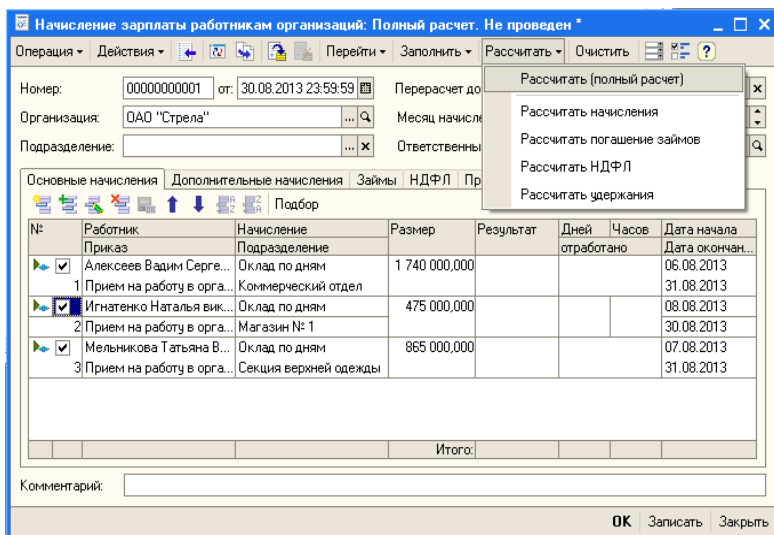 Начисление зарплаты работникам организаций: Полный расчет. Не проведен *
Операция Действия Перейти Заполнить Рассчитать Очистить
Рассчитать (полный расчет)
Рассчитать начисления
Рассчитать погашение займов
Рассчитать НДФЛ
Рассчитать удержания
Номер: 00000000001 от: 30.08.2013 23:59:59 Перерасчет до
Организация: ОАО "Стрела" Месяц начисле
Подразделение: Ответственны
Основные начисления Дополнительные начисления Займы НДФЛ Пр
Подбор
№ Работник Начисление Размер Результат Дней Часов Дата начала
Приказ Подразделение отработано Дата окончан...
Алексеев Вадим Серге... Оклад по дням 1 740 000,000 06.08.2013
1 Прием на работу в орга... Коммерческий отдел 31.08.2013
Игнатенко Наталья вик... Оклад по дням 475 000,000 08.08.2013
2 Прием на работу в орга... Магазин № 1 30.08.2013
Мельникова Татьяна В... Оклад по дням 865 000,000 07.08.2013
3 Прием на работу в орга... Секция верхней одежды 31.08.2013
Итого:
Комментарий:
OK Записать Закрыть